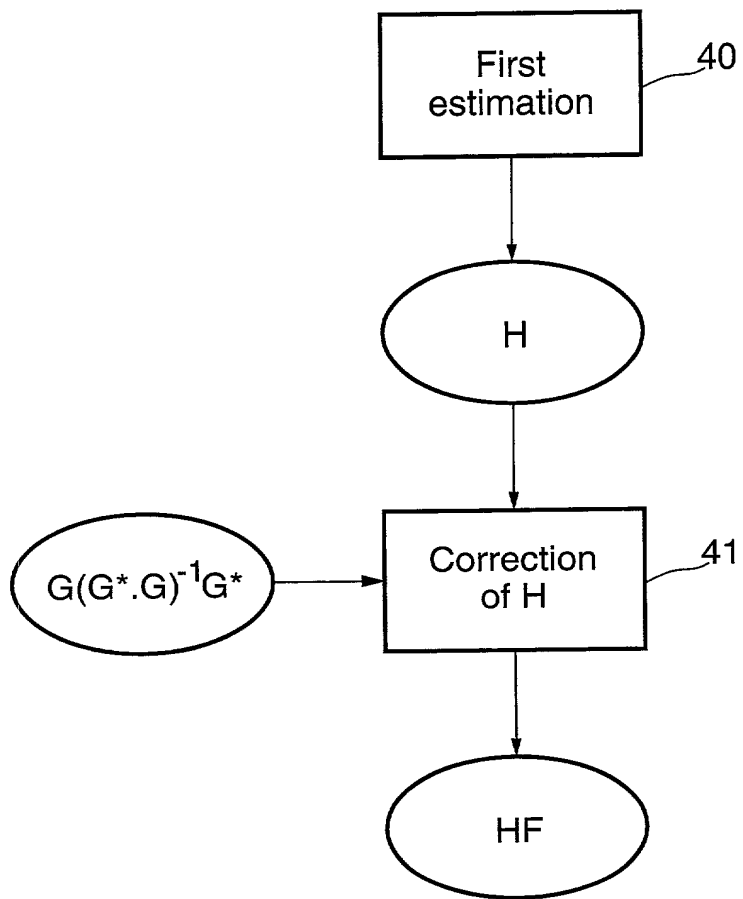 First
estimation
40
H
G(G*.G)⁻¹G*
Correction
of H
41
HF